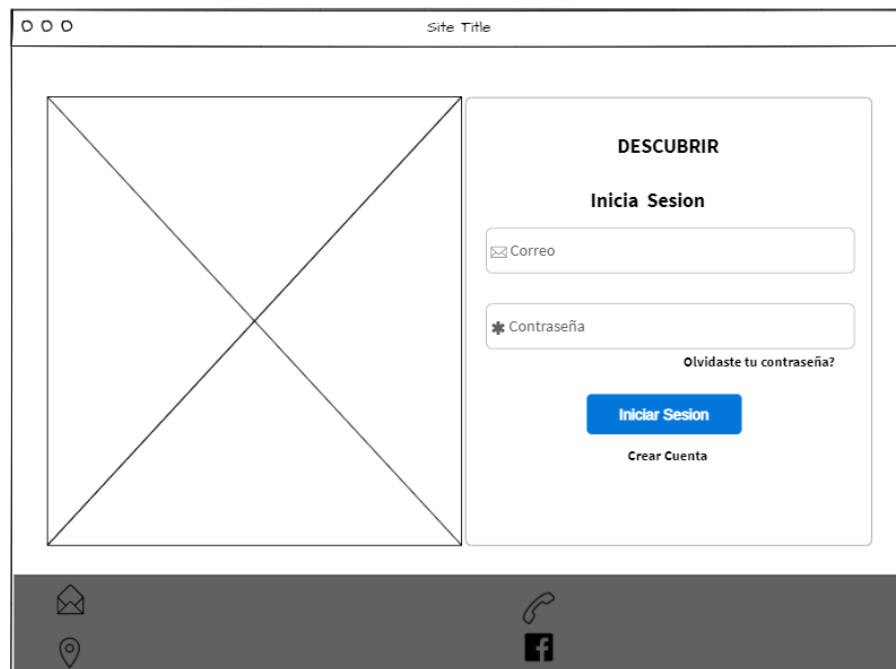 Site Title
DESCUBRIR
Inicia Sesion
Correo
Contraseña
Olvidaste tu contraseña?
Iniciar Sesion
Crear Cuenta